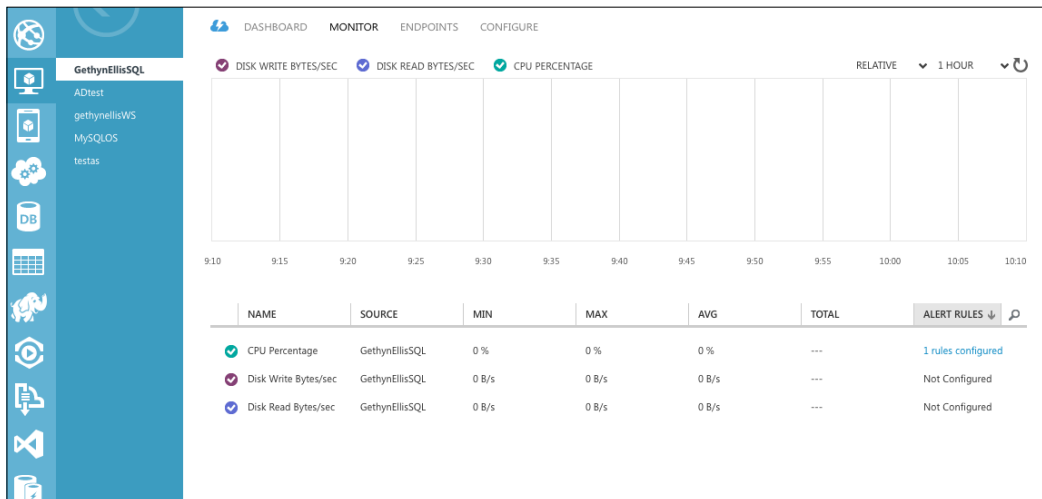 DASHBOARD MONITOR ENDPOINTS CONFIGURE
GethynEllisSQL
ADtest
gethynellisWS
MySQLOS
testas
DB
DISK WRITE BYTES/SEC DISK READ BYTES/SEC CPU PERCENTAGE RELATIVE 1 HOUR
9:10 9:15 9:20 9:25 9:30 9:35 9:40 9:45 9:50 9:55 10:00 10:05 10:10
NAME SOURCE MIN MAX AVG TOTAL ALERT RULES
CPU Percentage GethynEllisSQL 0 % 0 % 0 % --- 1 rules configured
Disk Write Bytes/sec GethynEllisSQL 0 B/s 0 B/s 0 B/s --- Not Configured
Disk Read Bytes/sec GethynEllisSQL 0 B/s 0 B/s 0 B/s --- Not Configured